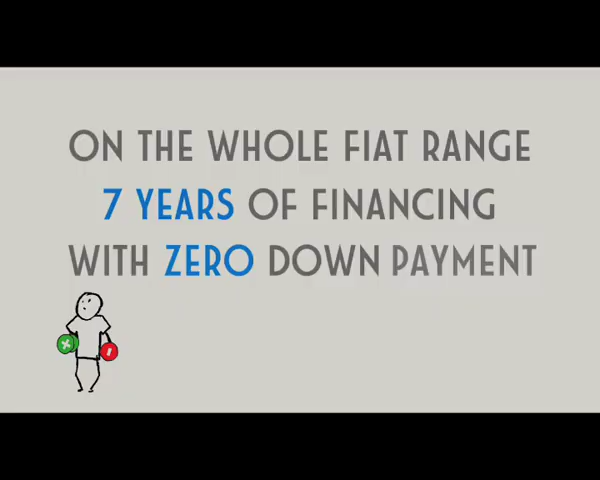 ON THE WHOLE FIAT RANGE
7 YEARS OF FINANCING
WITH ZERO DOWN PAYMENT